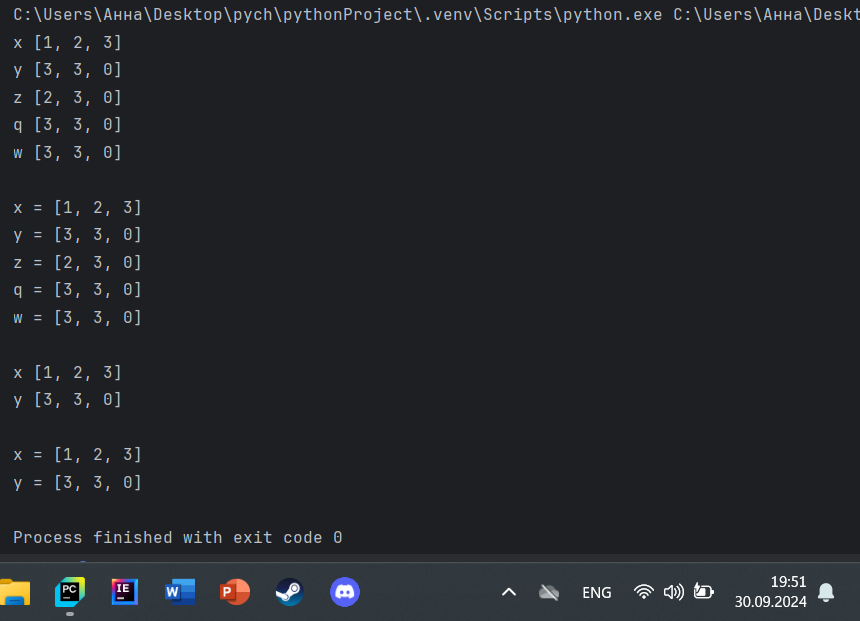 C:\Users\Анна\Desktop\pych\pythonProject\.venv\Scripts\python.exe C:\Users\Анна\Deskt
x [1, 2, 3]
y [3, 3, 0]
z [2, 3, 0]
q [3, 3, 0]
w [3, 3, 0]
x = [1, 2, 3]
y = [3, 3, 0]
z = [2, 3, 0]
q = [3, 3, 0]
w = [3, 3, 0]
x [1, 2, 3]
y [3, 3, 0]
x = [1, 2, 3]
y = [3, 3, 0]
Process finished with exit code 0
PC IE W P ENG 19:51
30.09.2024